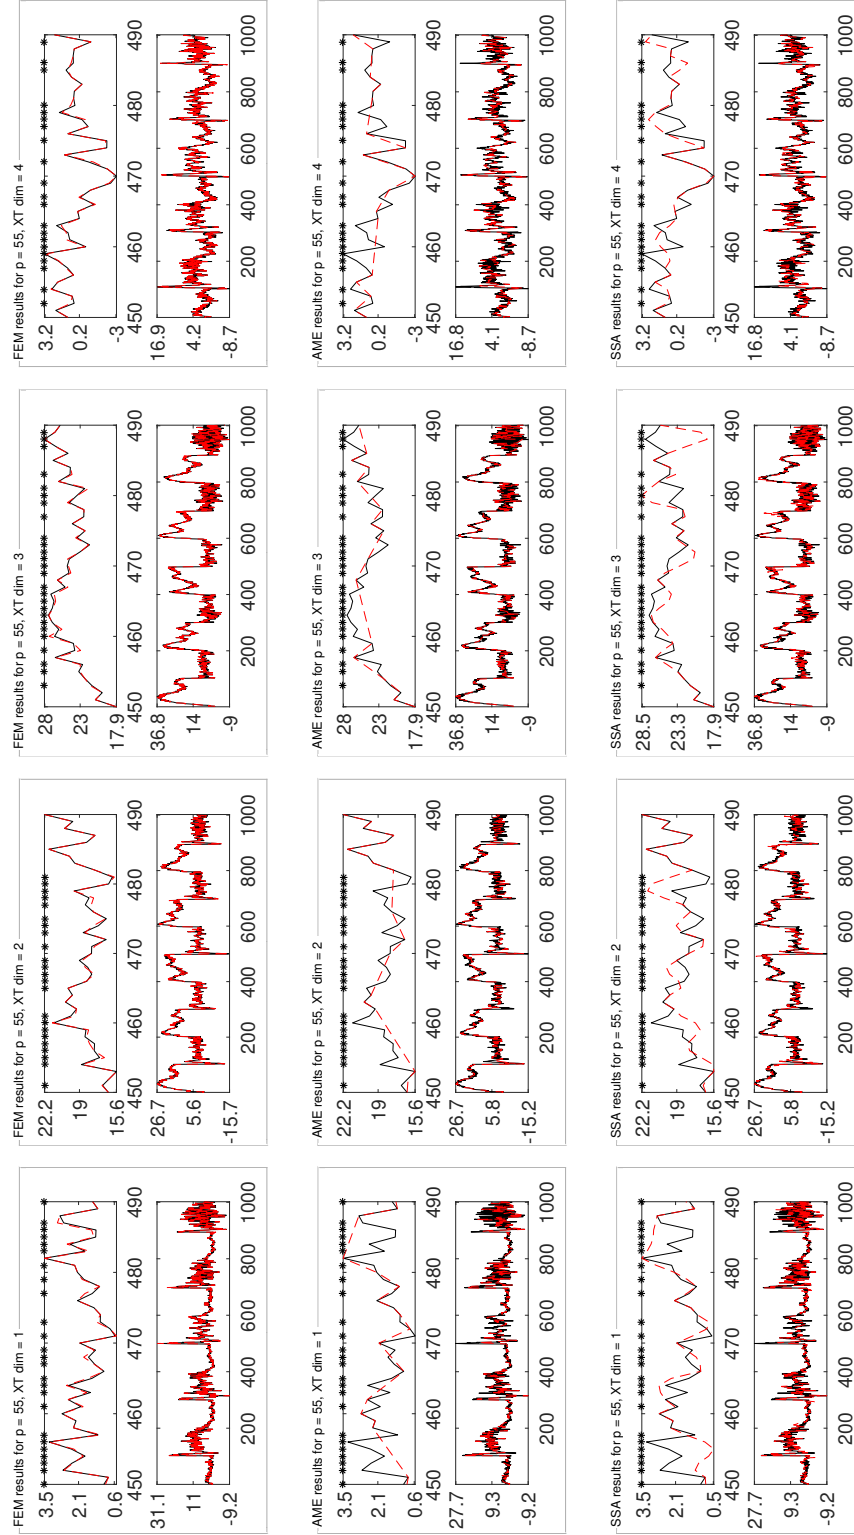 FEM results for p = 55, XT dim = 1
3.5
2.1
0.6
450 460 470 480 490
31.1
11
-9.2
200 400 600 800 1000
FEM results for p = 55, XT dim = 2
22.2
19
15.6
450 460 470 480 490
26.7
5.6
-15.7
200 400 600 800 1000
FEM results for p = 55, XT dim = 3
28
23
17.9
450 460 470 480 490
36.8
14
-9
200 400 600 800 1000
FEM results for p = 55, XT dim = 4
3.2
0.2
-3
450 460 470 480 490
16.9
4.2
-8.7
200 400 600 800 1000
AME results for p = 55, XT dim = 1
3.5
2.1
0.6
450 460 470 480 490
27.7
9.3
-9.2
200 400 600 800 1000
AME results for p = 55, XT dim = 2
22.2
19
15.6
450 460 470 480 490
26.7
5.8
-15.2
200 400 600 800 1000
AME results for p = 55, XT dim = 3
28
23
17.9
450 460 470 480 490
36.8
14
-9
200 400 600 800 1000
AME results for p = 55, XT dim = 4
3.2
0.2
-3
450 460 470 480 490
16.8
4.1
-8.7
200 400 600 800 1000
SSA results for p = 55, XT dim = 1
3.5
2.1
0.5
450 460 470 480 490
27.7
9.3
-9.2
200 400 600 800 1000
SSA results for p = 55, XT dim = 2
22.2
19
15.6
450 460 470 480 490
26.7
5.8
-15.2
200 400 600 800 1000
SSA results for p = 55, XT dim = 3
28.5
23.3
17.9
450 460 470 480 490
36.8
14
-9
200 400 600 800 1000
SSA results for p = 55, XT dim = 4
3.2
0.2
-3
450 460 470 480 490
16.8
4.1
-8.7
200 400 600 800 1000